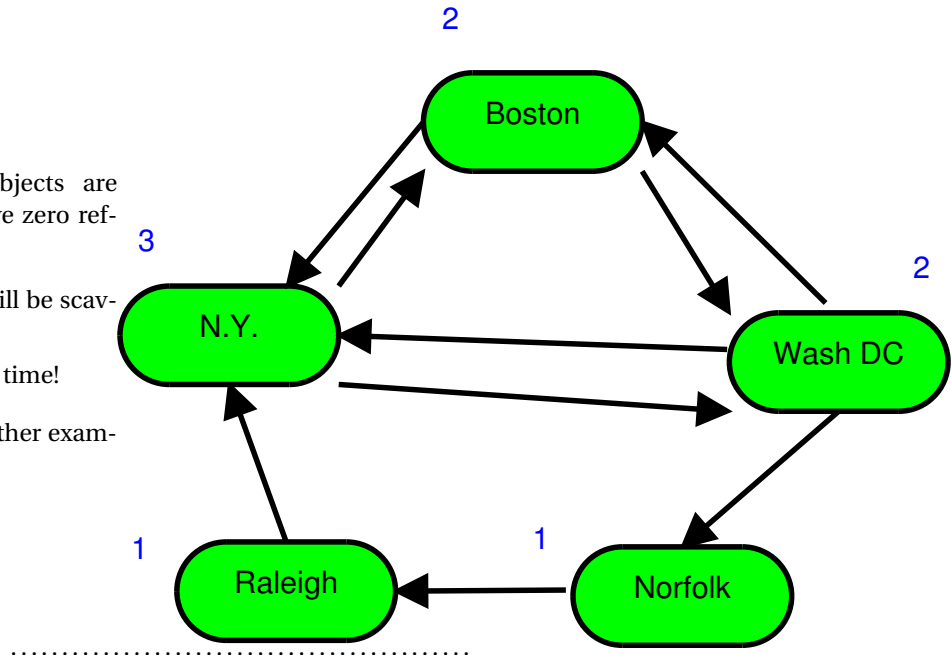 2
Boston
bjects are
e zero ref-
3
2
ill be scav-
N.Y.
Wash DC
time!
ther exam-
1
1
Raleigh
Norfolk